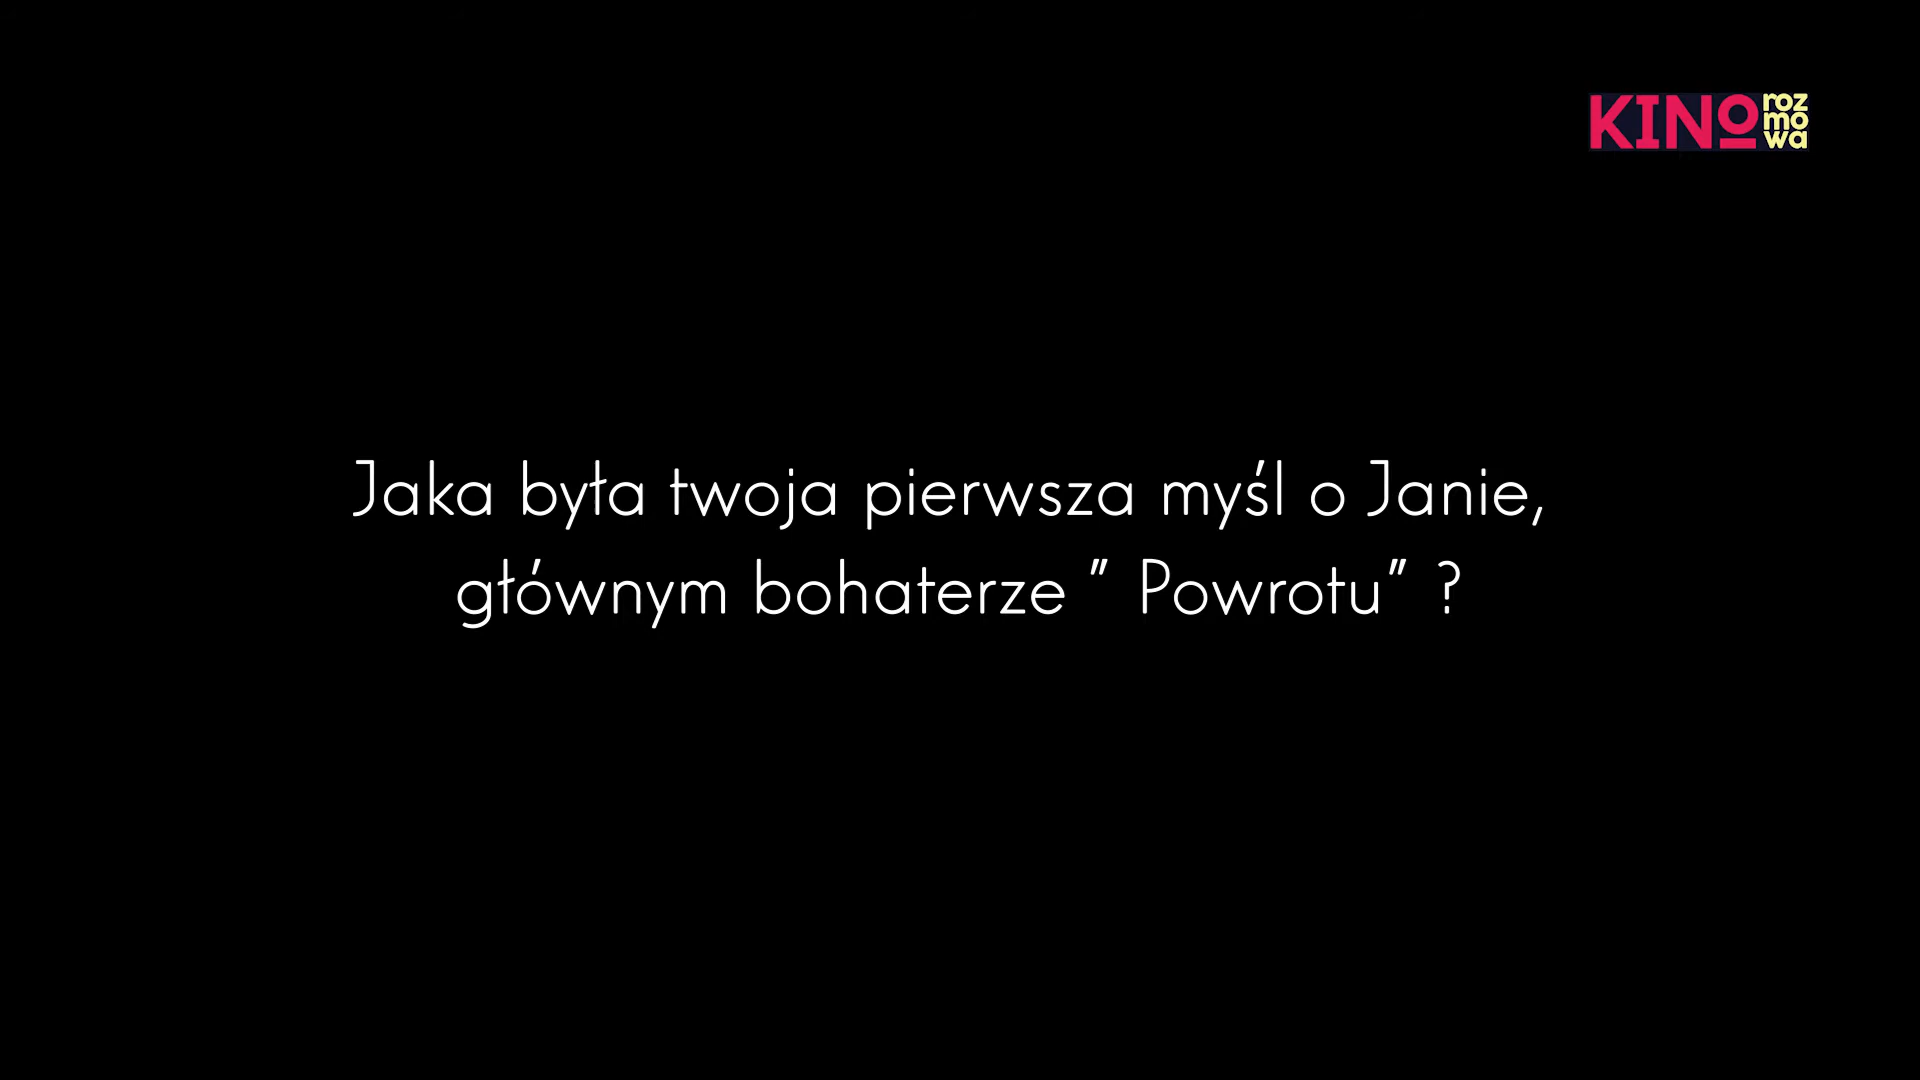 KINO
roz
mo
wa
Jaka była twoja pierwsza myśl o Janie,
głównym bohaterze " Powrotu" ?